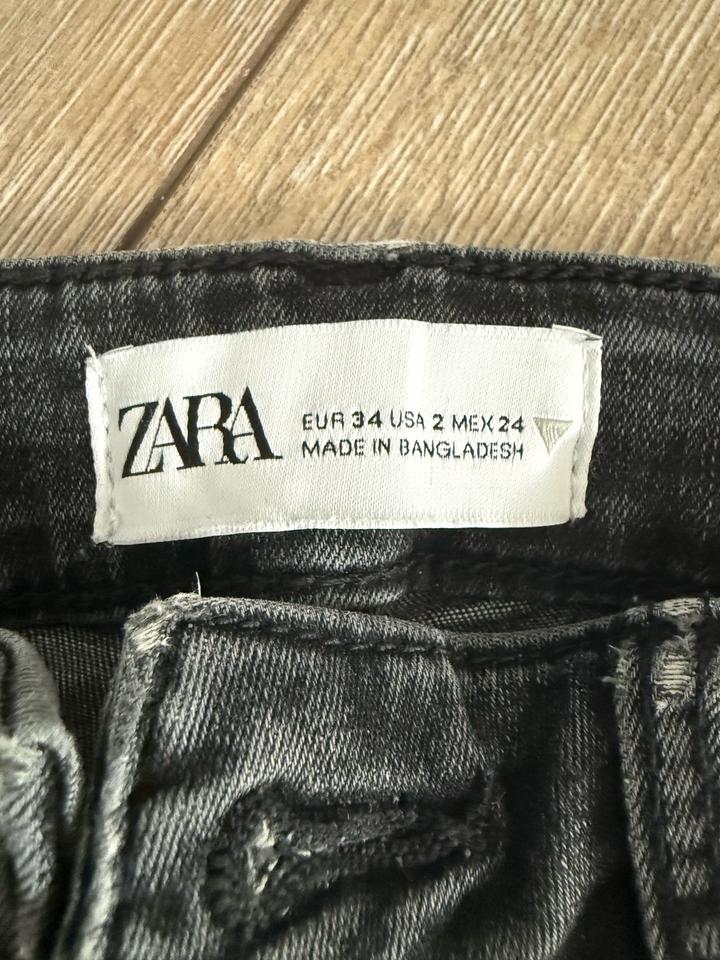 ZARA
EUR 34 USA 2 MEX 24
MADE IN BANGLADESH